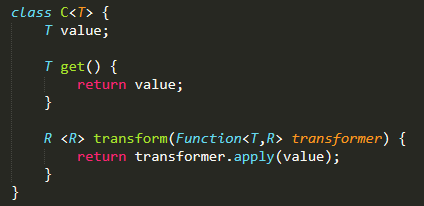 class C<T> {
    T value;

    T get() {
        return value;
    }

    R <R> transform(Function<T,R> transformer) {
        return transformer.apply(value);
    }
}